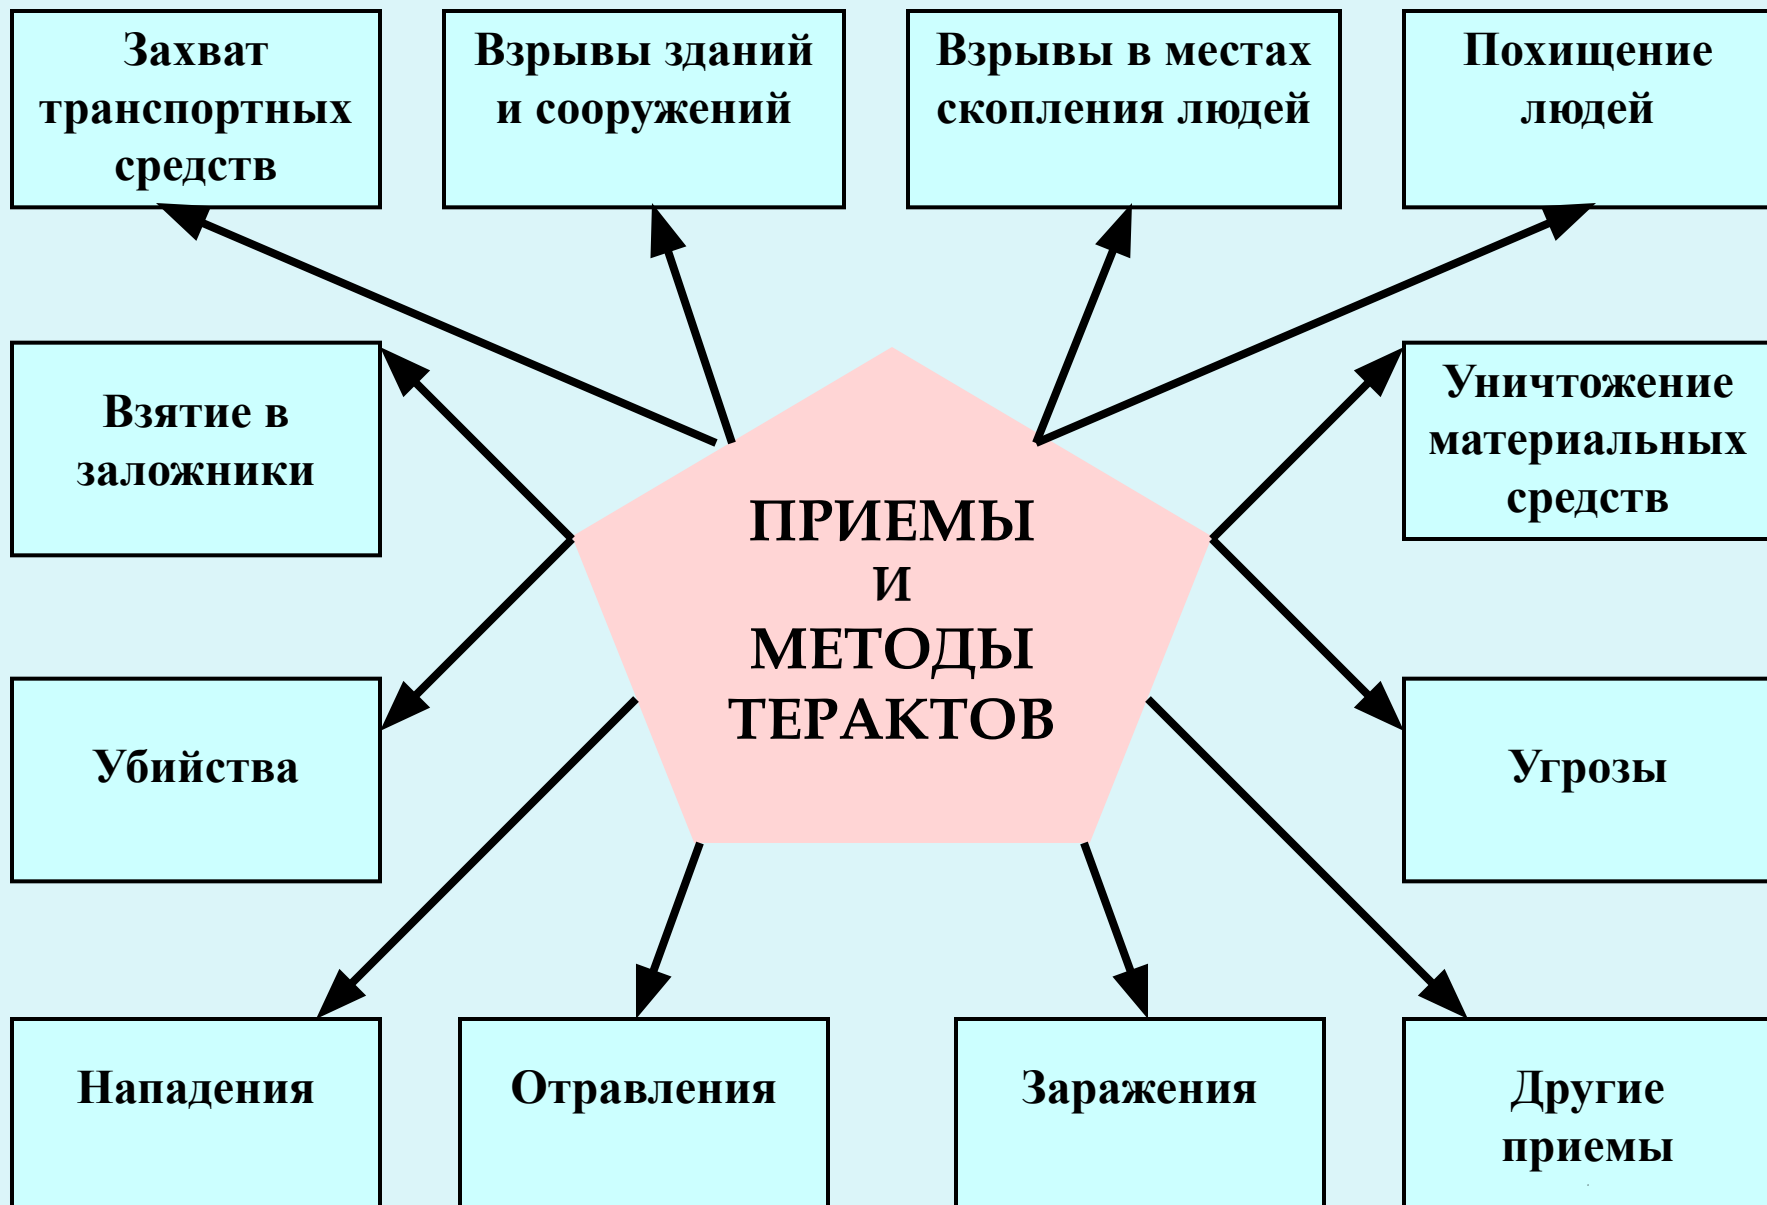 Захват
транспортных
средств
Взрывы зданий
и сооружений
Взрывы в местах
скопления людей
Похищение
людей
Взятие в
заложники
ПРИЕМЫ
И
МЕТОДЫ
ТЕРАКТОВ
Уничтожение
материальных
средств
Убийства
Угрозы
Нападения
Отравления
Заражения
Другие
приемы